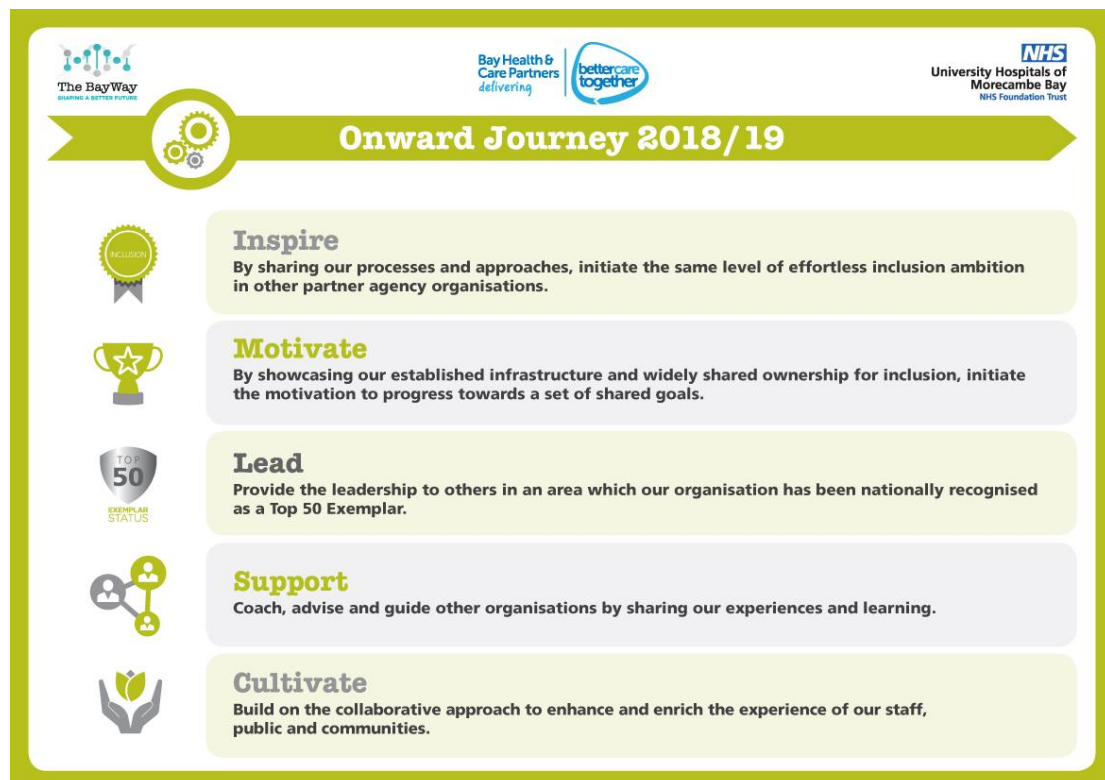 The BayWay
SHAPING A BETTER FUTURE
Bay Health &
Care Partners
delivering
bettercare
together
NHS
University Hospitals of
Morecambe Bay
NHS Foundation Trust
Onward Journey 2018/19
INCLUSION
Inspire
By sharing our processes and approaches, initiate the same level of effortless inclusion ambition
in other partner agency organisations.
Motivate
By showcasing our established infrastructure and widely shared ownership for inclusion, initiate
the motivation to progress towards a set of shared goals.
TOP
50
EXEMPLAR
STATUS
Lead
Provide the leadership to others in an area which our organisation has been nationally recognised
as a Top 50 Exemplar.
Support
Coach, advise and guide other organisations by sharing our experiences and learning.
Cultivate
Build on the collaborative approach to enhance and enrich the experience of our staff,
public and communities.